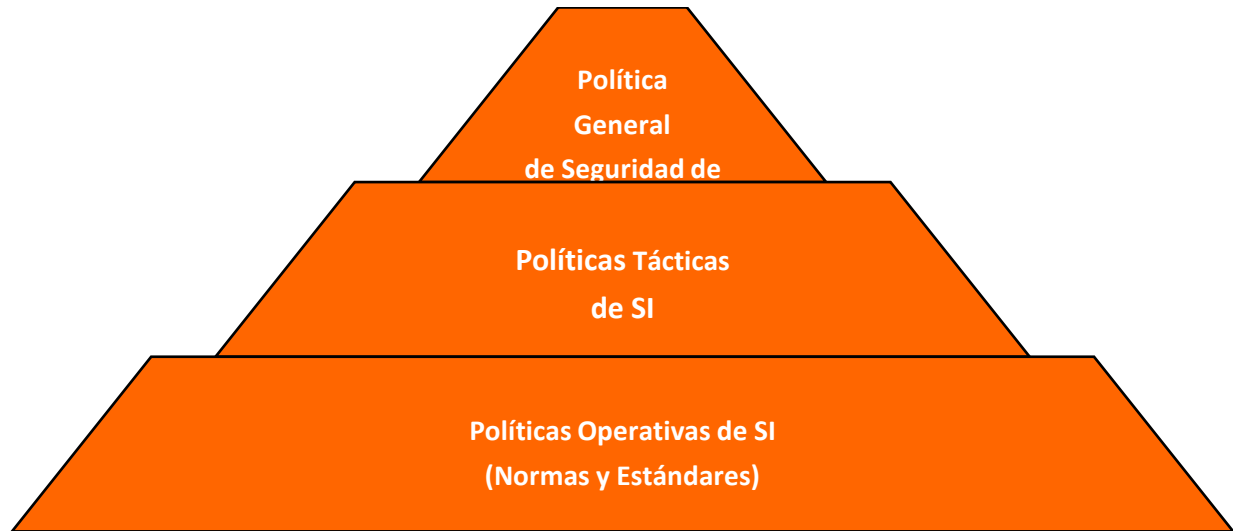 Política
General
de Seguridad de
Políticas Tácticas
de SI
Políticas Operativas de SI
(Normas y Estándares)